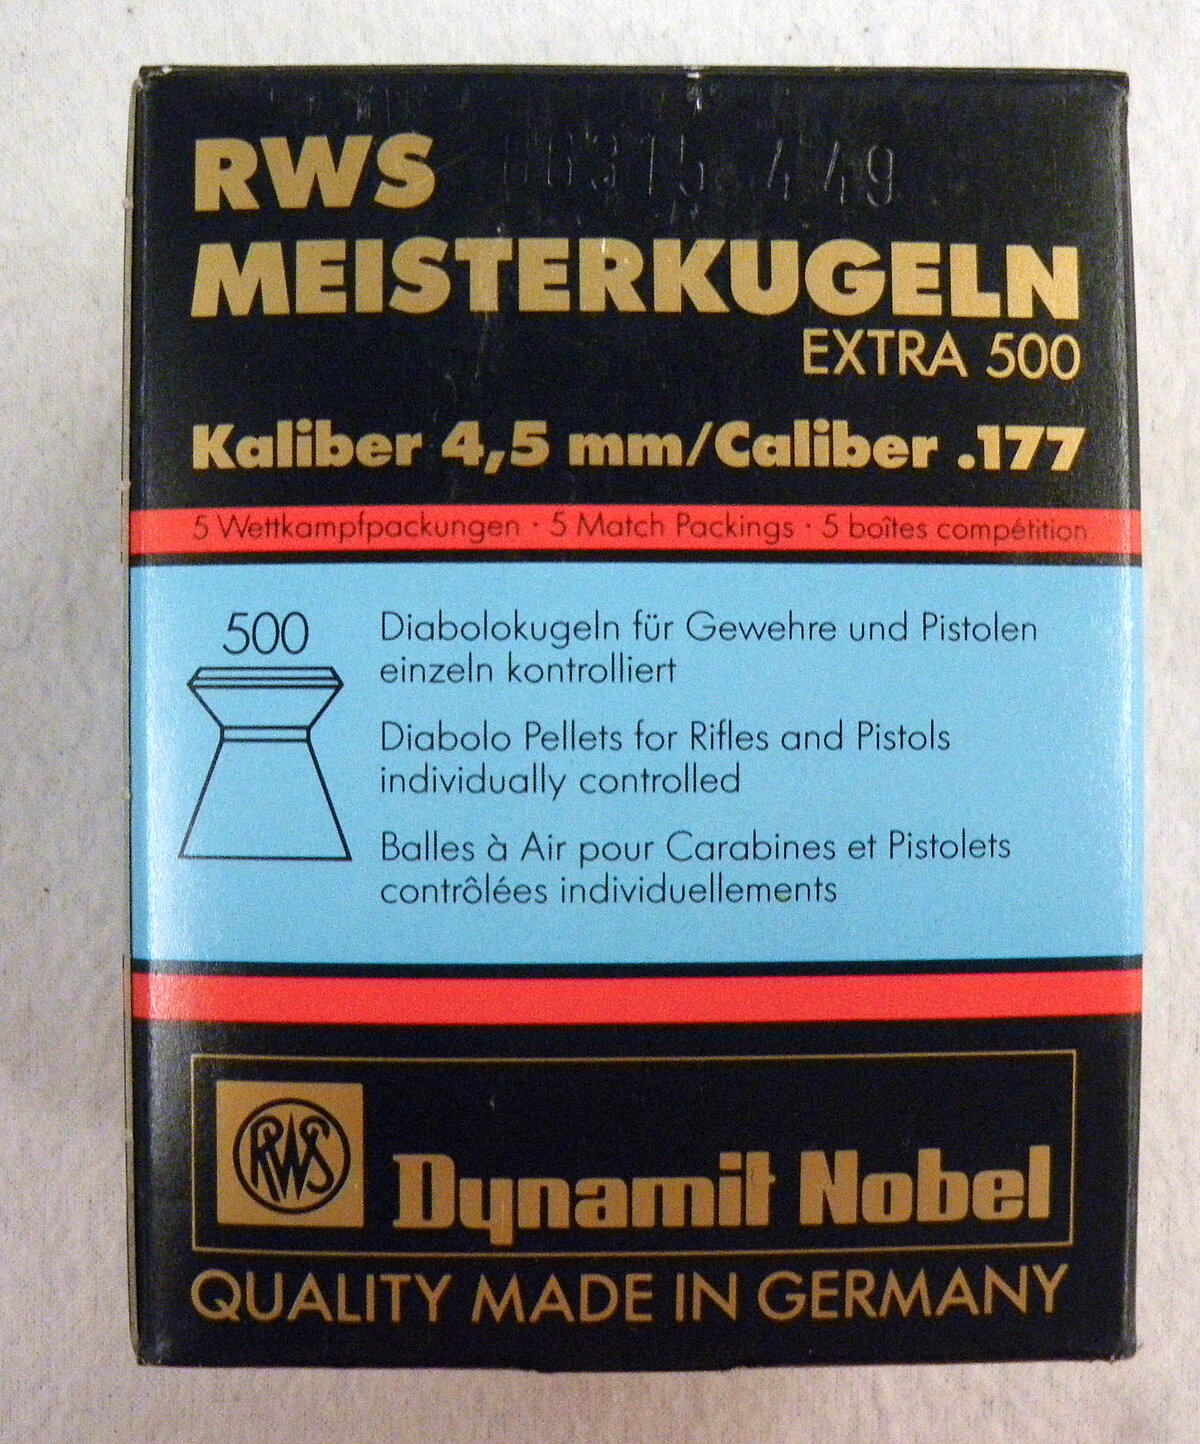 RWS
MEISTERKUGELN
EXTRA 500
Kaliber 4,5 mm/Caliber .177
5 Wettkampfpackungen · 5 Match Packings · 5 boîtes compétition
500
Diabolokugeln für Gewehre und Pistolen
einzeln kontrolliert
Diabolo Pellets for Rifles and Pistols
individually controlled
Balles à Air pour Carabines et Pistolets
contrôlées individuellements
RWS
Dynamit Nobel
QUALITY MADE IN GERMANY